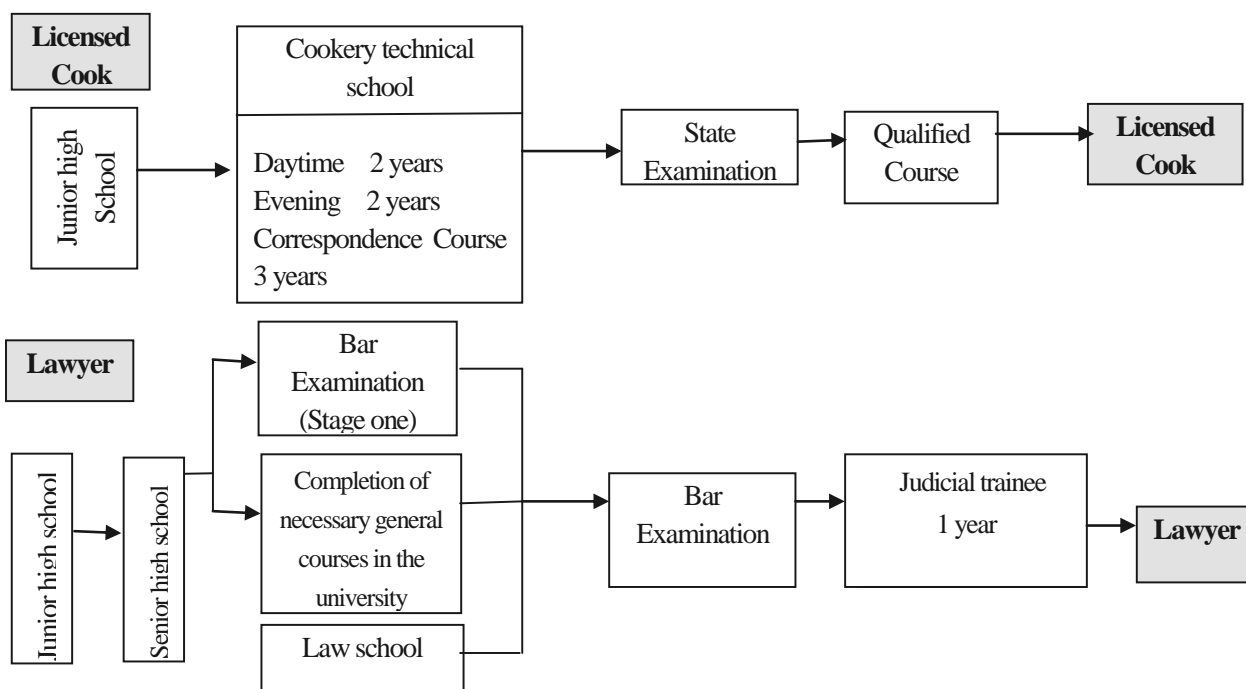 Licensed
Cook
Junior high
School
Cookery technical
school
Daytime 2 years
Evening 2 years
Correspondence Course
3 years
State
Examination
Qualified
Course
Licensed
Cook
Lawyer
Junior high school
Senior high school
Bar
Examination
(Stage one)
Completion of
necessary general
courses in the
university
Law school
Bar
Examination
Judicial trainee
1 year
Lawyer